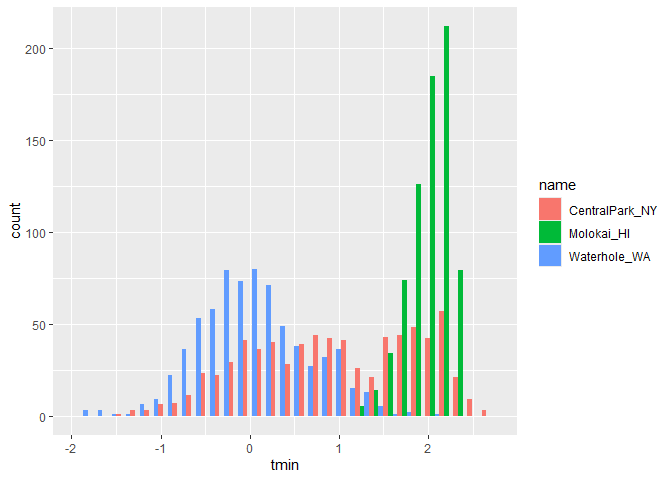 200
150
100
50
0
count
-2 -1 0 1 2
tmin
name
CentralPark_NY
Molokai_HI
Waterhole_WA